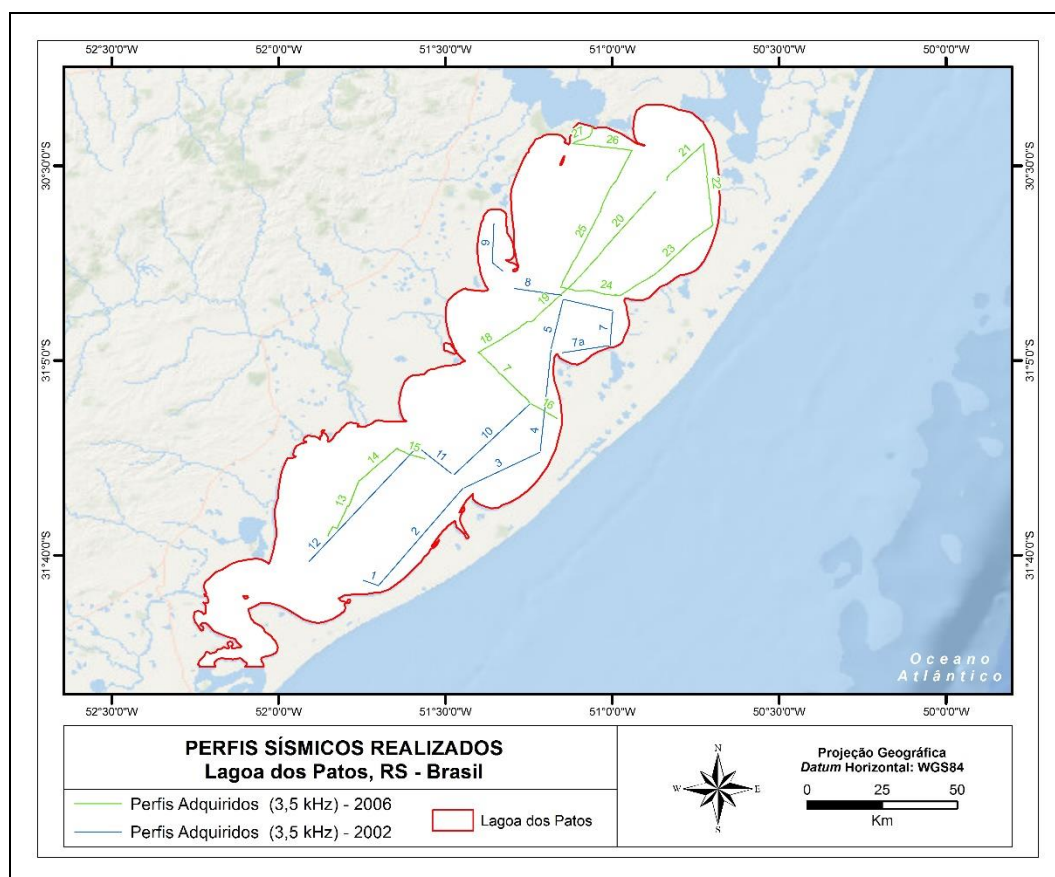 52°30'0"W 52°0'0"W 51°30'0"W 51°0'0"W 50°30'0"W 50°0'0"W
30°30'0"S
30°30'0"S
31°5'0"S
31°5'0"S
31°40'0"S
31°40'0"S
27
26
21
22
20
25
23
9
8
24
19
5
7
18
7a
7
16
10
4
15
11
3
14
13
2
12
1
Oceano
Atlântico
52°30'0"W 52°0'0"W 51°30'0"W 51°0'0"W 50°30'0"W 50°0'0"W
PERFIS SÍSMICOS REALIZADOS
Lagoa dos Patos, RS - Brasil
Perfis Adquiridos (3,5 kHz) - 2006
Perfis Adquiridos (3,5 kHz) - 2002
Lagoa dos Patos
N
W E
S
Projeção Geográfica
Datum Horizontal: WGS84
0 25 50
Km